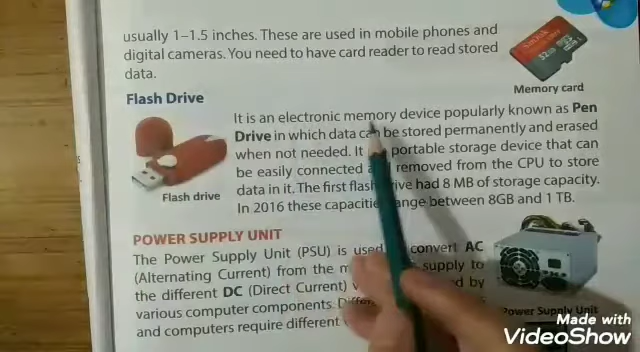 usually 1–1.5 inches. These are used in mobile phones and
digital cameras. You need to have card reader to read stored
data.
Memory card
Flash Drive
It is an electronic memory device popularly known as Pen
Drive in which data can be stored permanently and erased
when not needed. It portable storage device that can
be easily connected removed from the CPU to store
data in it. The first flash drive had 8 MB of storage capacity.
In 2016 these capacities range between 8GB and 1 TB.
Flash drive
POWER SUPPLY UNIT
The Power Supply Unit (PSU) is used convert AC
(Alternating Current) from the supply to
the different DC (Direct Current) by
various computer components.
and computers require different
Power Supply Unit
Made with
VideoShow